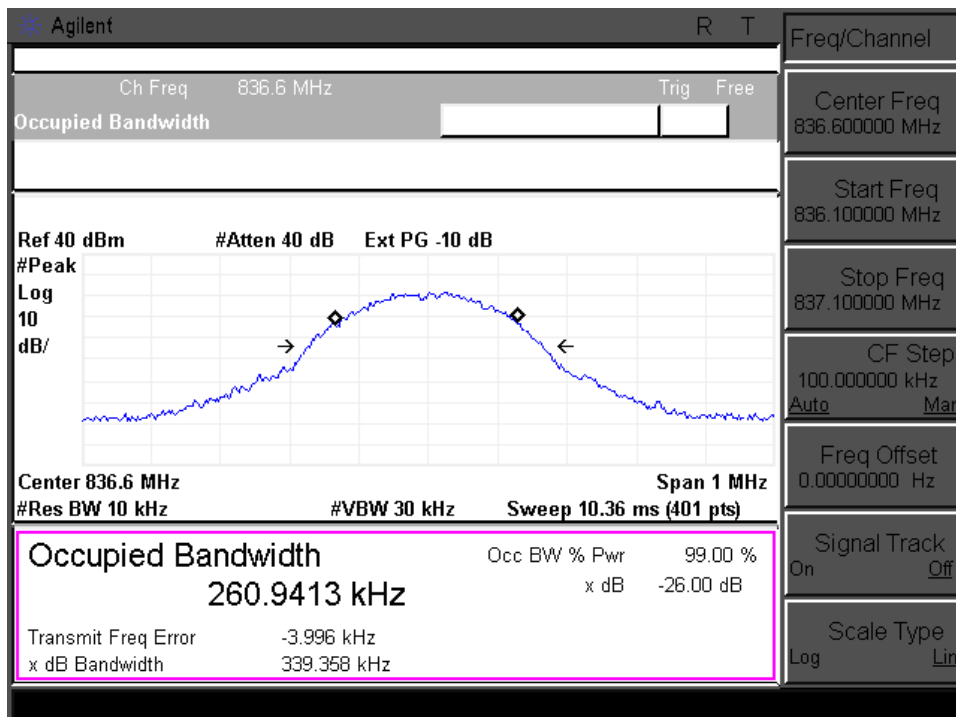 Agilent R T
Freq/Channel
Ch Freq 836.6 MHz Trig Free
Occupied Bandwidth
Center Freq
836.600000 MHz
Start Freq
836.100000 MHz
Ref 40 dBm #Atten 40 dB Ext PG -10 dB
#Peak
Log
10
dB/
Stop Freq
837.100000 MHz
CF Step
100.000000 kHz
Auto Man
Center 836.6 MHz Span 1 MHz
#Res BW 10 kHz #VBW 30 kHz Sweep 10.36 ms (401 pts)
Freq Offset
0.00000000 Hz
Occupied Bandwidth
260.9413 kHz
Occ BW % Pwr 99.00 %
x dB -26.00 dB
Transmit Freq Error -3.996 kHz
x dB Bandwidth 339.358 kHz
Signal Track
On Off
Scale Type
Log Lin